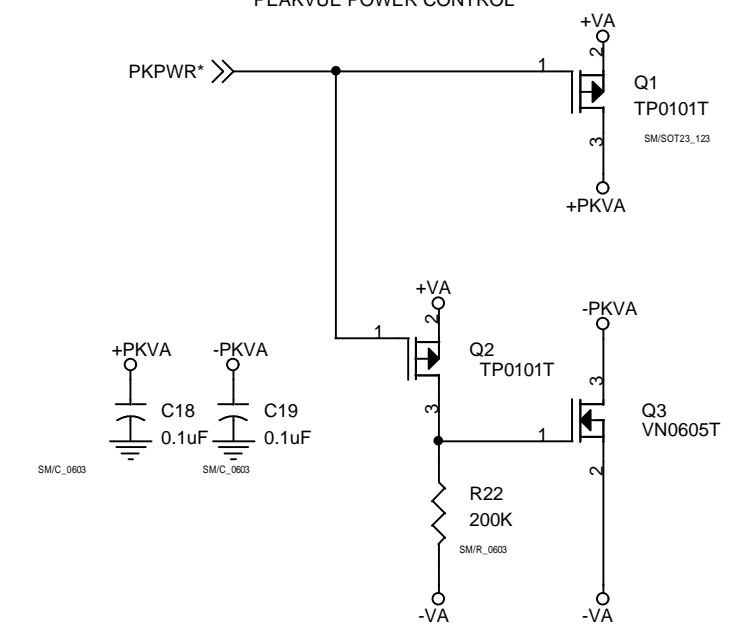 PEAKVUE POWER CONTROL
+VA
PKPWR*
1
2
Q1
TP0101T
SM/SOT23_123
3
+PKVA
+VA
2
1
Q2
TP0101T
3
-PKVA
3
Q3
VN0605T
1
2
+PKVA
-PKVA
C18
0.1uF
C19
0.1uF
SM/C_0603
SM/C_0603
R22
200K
SM/R_0603
-VA
-VA